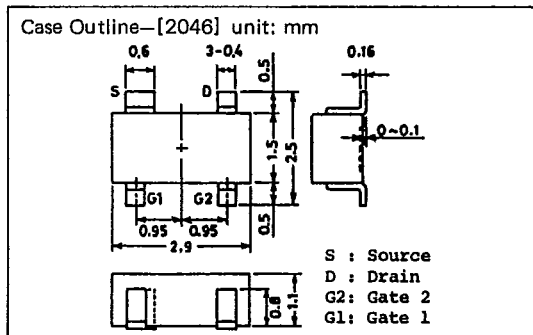 Case Outline—[2046] unit: mm
0.6
3-0.4
0.16
S
D
0.5
0~0.1
1.5
2.5
G1
G2
0.5
0.95
0.95
2.9
S : Source
D : Drain
G2: Gate 2
G1: Gate 1
0.8
1.1